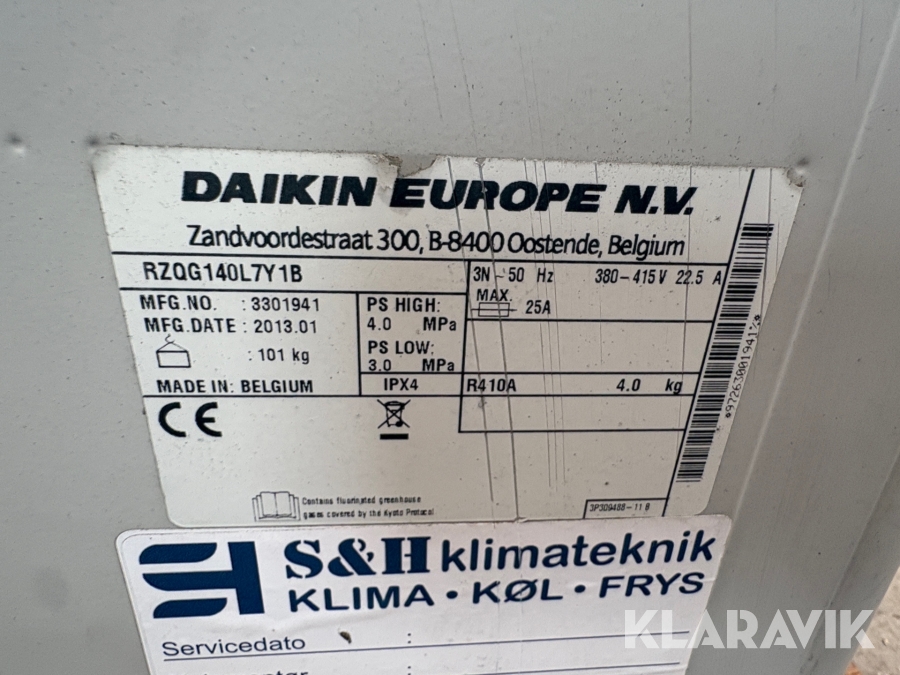 DAIKIN EUROPE N.V.
Zandvoordestraat 300, B-8400 Oostende, Belgium
RZQG140L7Y1B
3N~50 Hz 380-415V 22.5 A
MFG.NO. : 3301941
MFG.DATE : 2013.01
: 101 kg
PS HIGH:
4.0 MPa
PS LOW:
3.0 MPa
MAX.
25A
MADE IN: BELGIUM
IPX4
R410A 4.0 kg
CE
Contains fluorinated greenhouse
gases covered by the Kyoto Protocol
3P309488-11 B
S&H klimateknik
KLIMA • KØL • FRYS
Servicedato :
KLARAVIK